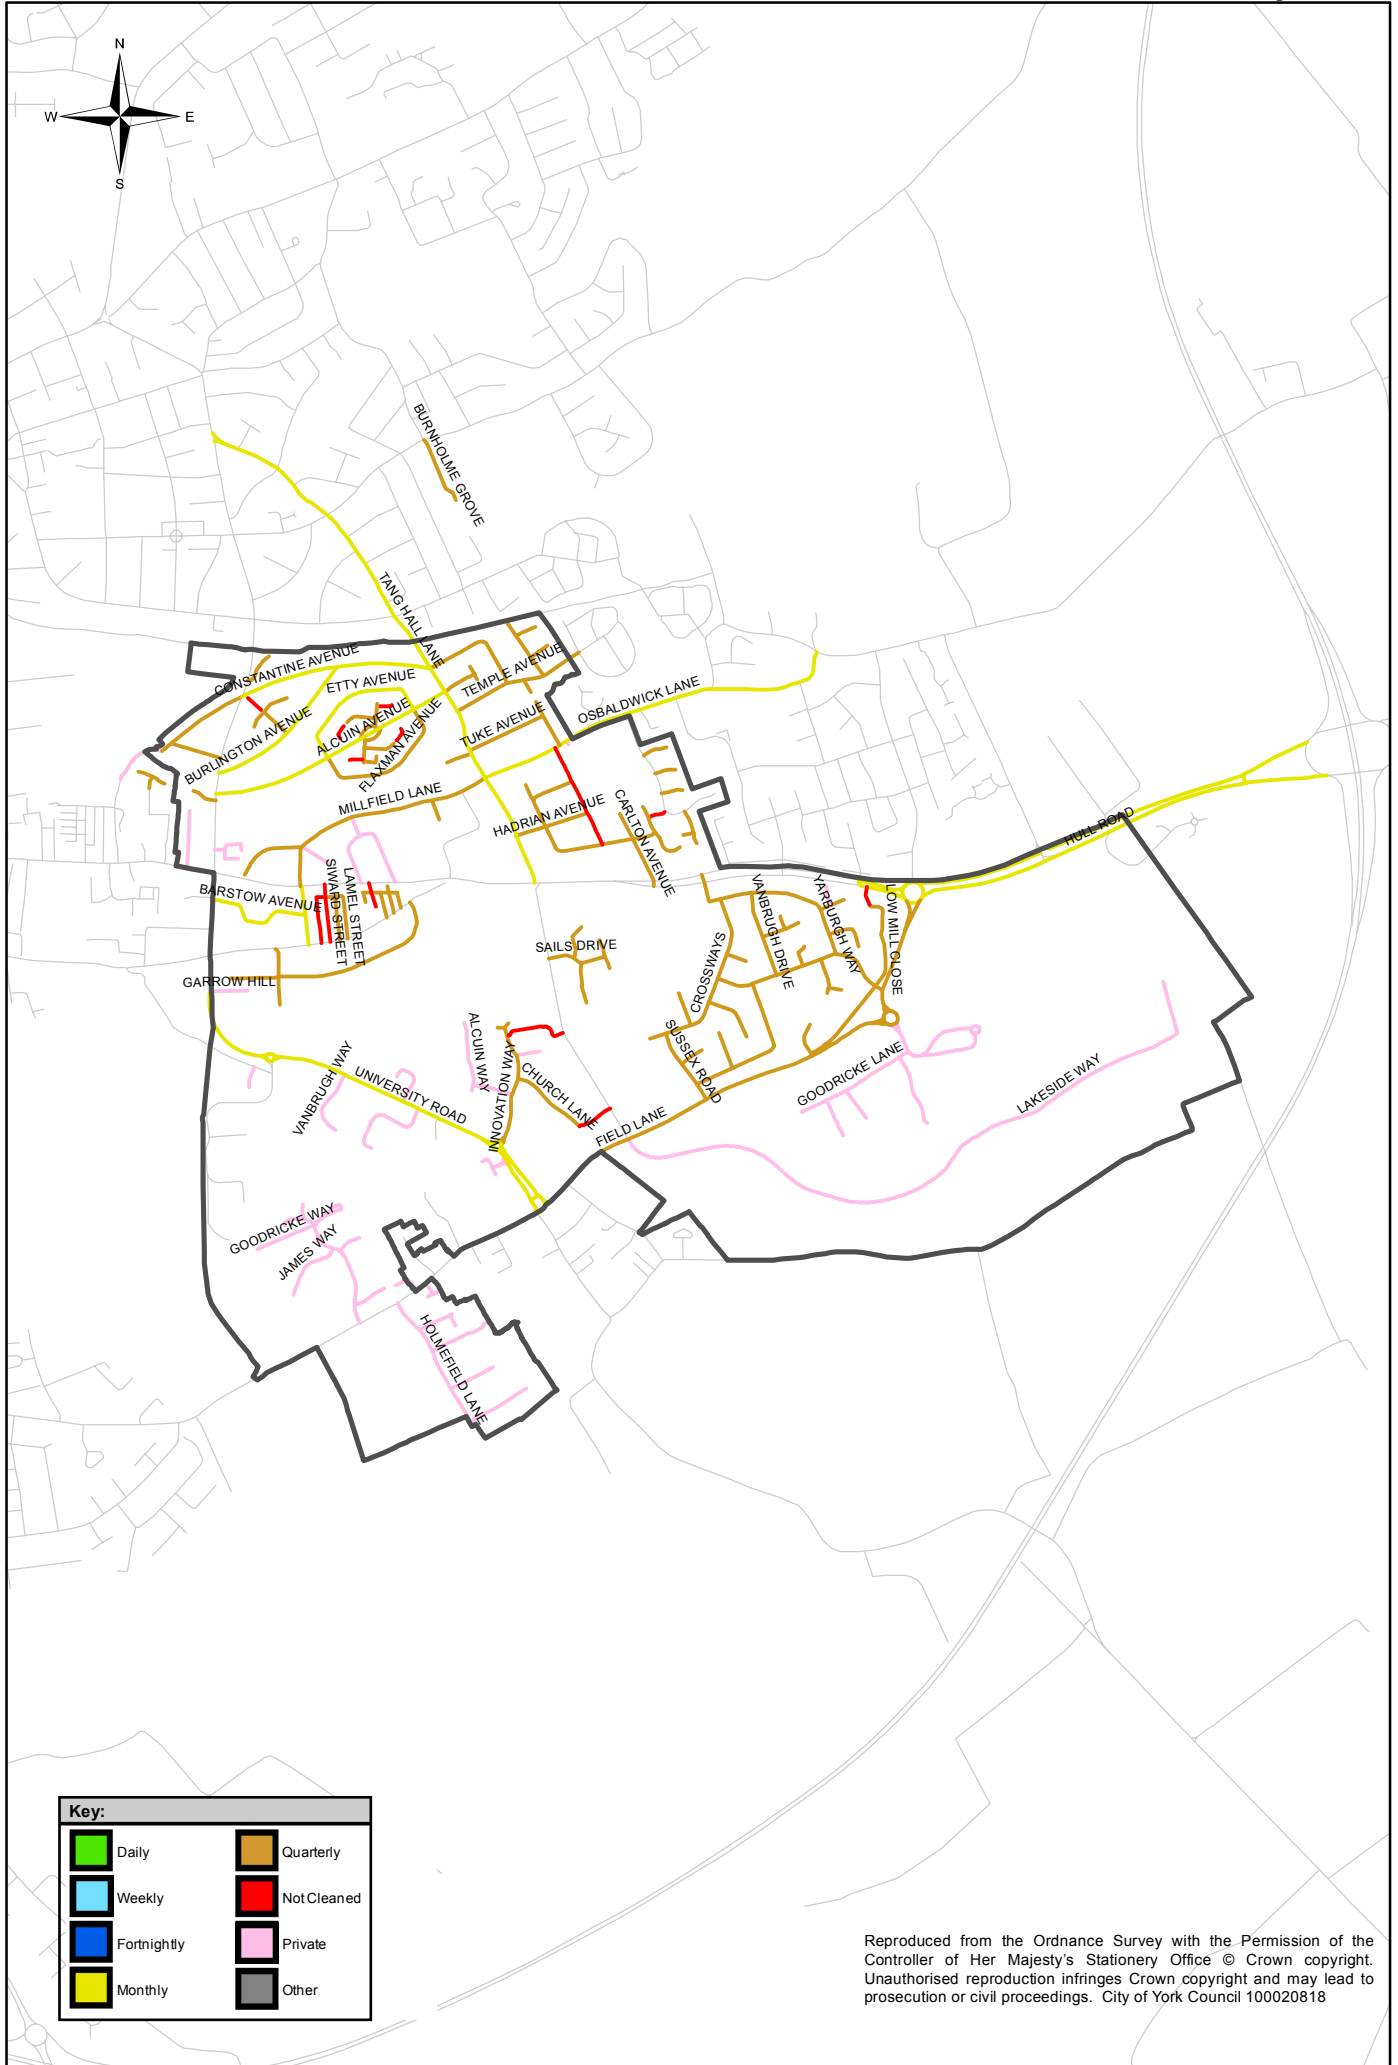 N
W
E
S
BURNHOLME GROVE
TANG HALL LANE
CONSTANTINE AVENUE
ETTY AVENUE
TEMPLE AVENUE
OSBALDWICK LANE
BURLINGTON AVENUE
ALCUIN AVENUE
FLAXMAN AVENUE
TUKE AVENUE
MILLFIELD LANE
HADRIAN AVENUE
CARLTON AVENUE
HULL ROAD
BARSTOW AVENUE
SIWARD STREET
LAMEL STREET
VANBRUGH DRIVE
YARBURGH WAY
LOW MILL CLOSE
SAILS DRIVE
CROSSWAYS
GARROW HILL
ALCUIN WAY
INNOVATION WAY
SUSSEX ROAD
VANBRUGH WAY
UNIVERSITY ROAD
CHURCH LANE
FIELD LANE
GOODRICKE LANE
LAKESIDE WAY
GOODRICKE WAY
JAMES WAY
HOLMEFIELD LANE
Key:
Daily
Quarterly
Weekly
Not Cleaned
Fortnightly
Private
Monthly
Other
Reproduced from the Ordnance Survey with the Permission of the
Controller of Her Majesty's Stationery Office © Crown copyright.
Unauthorised reproduction infringes Crown copyright and may lead to
prosecution or civil proceedings. City of York Council 100020818